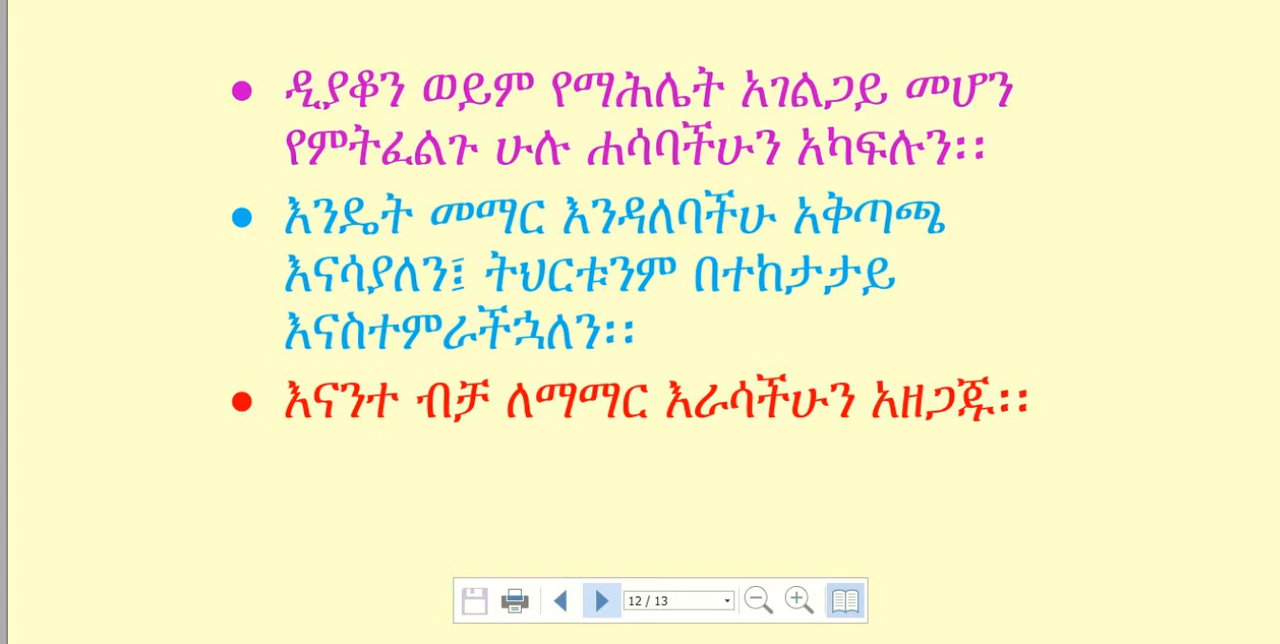 • ዲያቆን ወይም የማሕሌት አገልጋይ መሆን
የምትፈልጉ ሁሉ ሐሳባችሁን አካፍሉን፡፡
• እንዴት መማር እንዳለባችሁ አቅጣጫ
እናሳያለን፤ ትህርቱንም በተከታታይ
እናስተምራችኋለን፡፡
• እናንተ ብቻ ለማማር እራሳችሁን አዘጋጁ፡፡
12 / 13